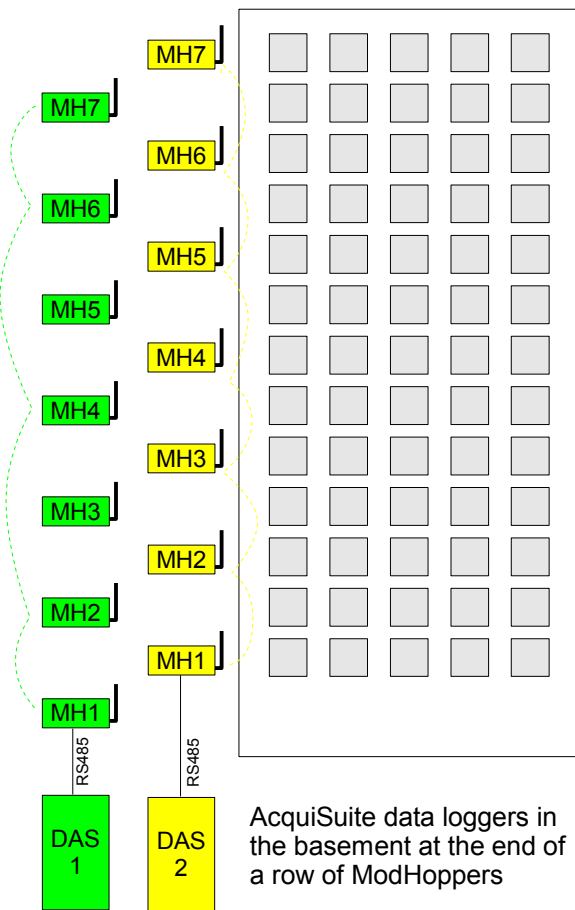 MH7
MH7
MH6
MH6
MH5
MH5
MH4
MH4
MH3
MH3
MH2
MH2
MH1
MH1
RS485
RS485
DAS
1
DAS
2
AcquiSuite data loggers in
the basement at the end of
a row of ModHoppers